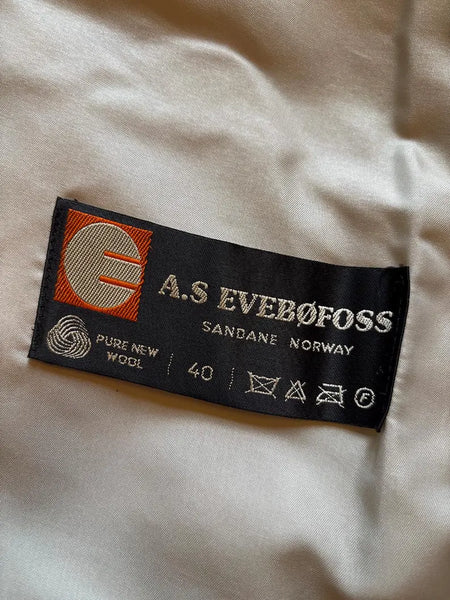 A.S EVEBØFOSS
SANDANE NORWAY
PURE NEW
WOOL
40
F